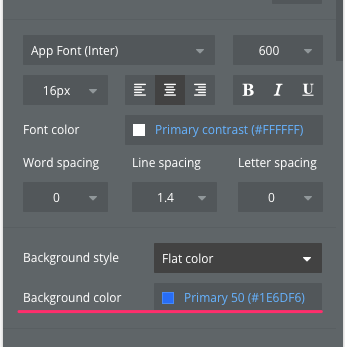 App Font (Inter) 600
16px B I U
Font color Primary contrast (#FFFFFF)
Word spacing Line spacing Letter spacing
0 1.4 0
Background style Flat color
Background color Primary 50 (#1E6DF6)